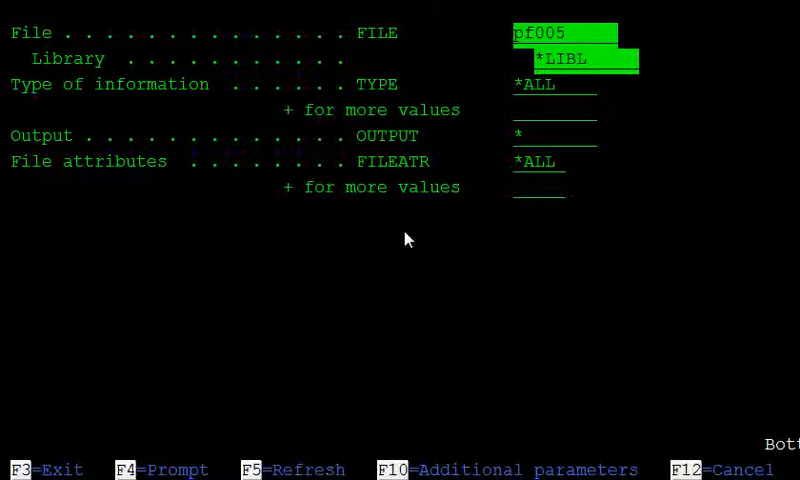 File . . . . . . . . . . . . . . FILE pf005
Library . . . . . . . . . . . *LIBL
Type of information . . . . . . TYPE *ALL
+ for more values
Output . . . . . . . . . . . . . OUTPUT *
File attributes . . . . . . . . FILEATR *ALL
+ for more values
Bott
F3=Exit F4=Prompt F5=Refresh F10=Additional parameters F12=Cancel